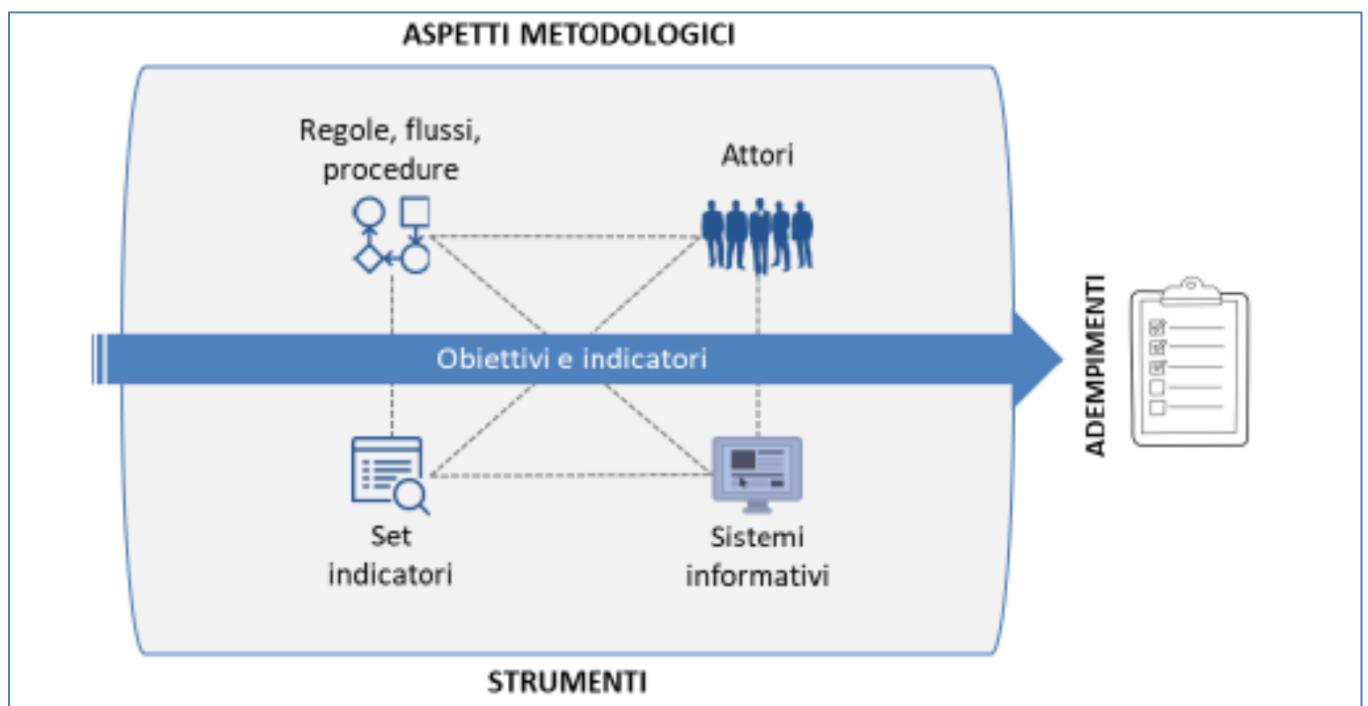 ASPETTI METODOLOGICI
Regole, flussi,
procedure
Attori
Obiettivi e indicatori
ADEMPIMENTI
Set
indicatori
Sistemi
informativi
STRUMENTI